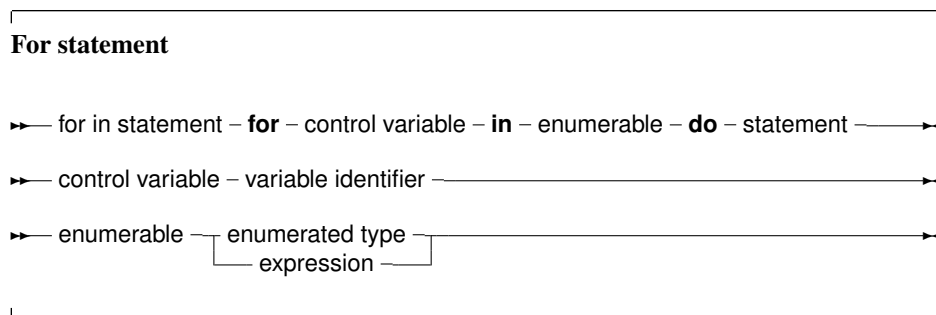 For statement
for in statement – for – control variable – in – enumerable – do – statement
control variable – variable identifier
enumerable enumerated type
expression